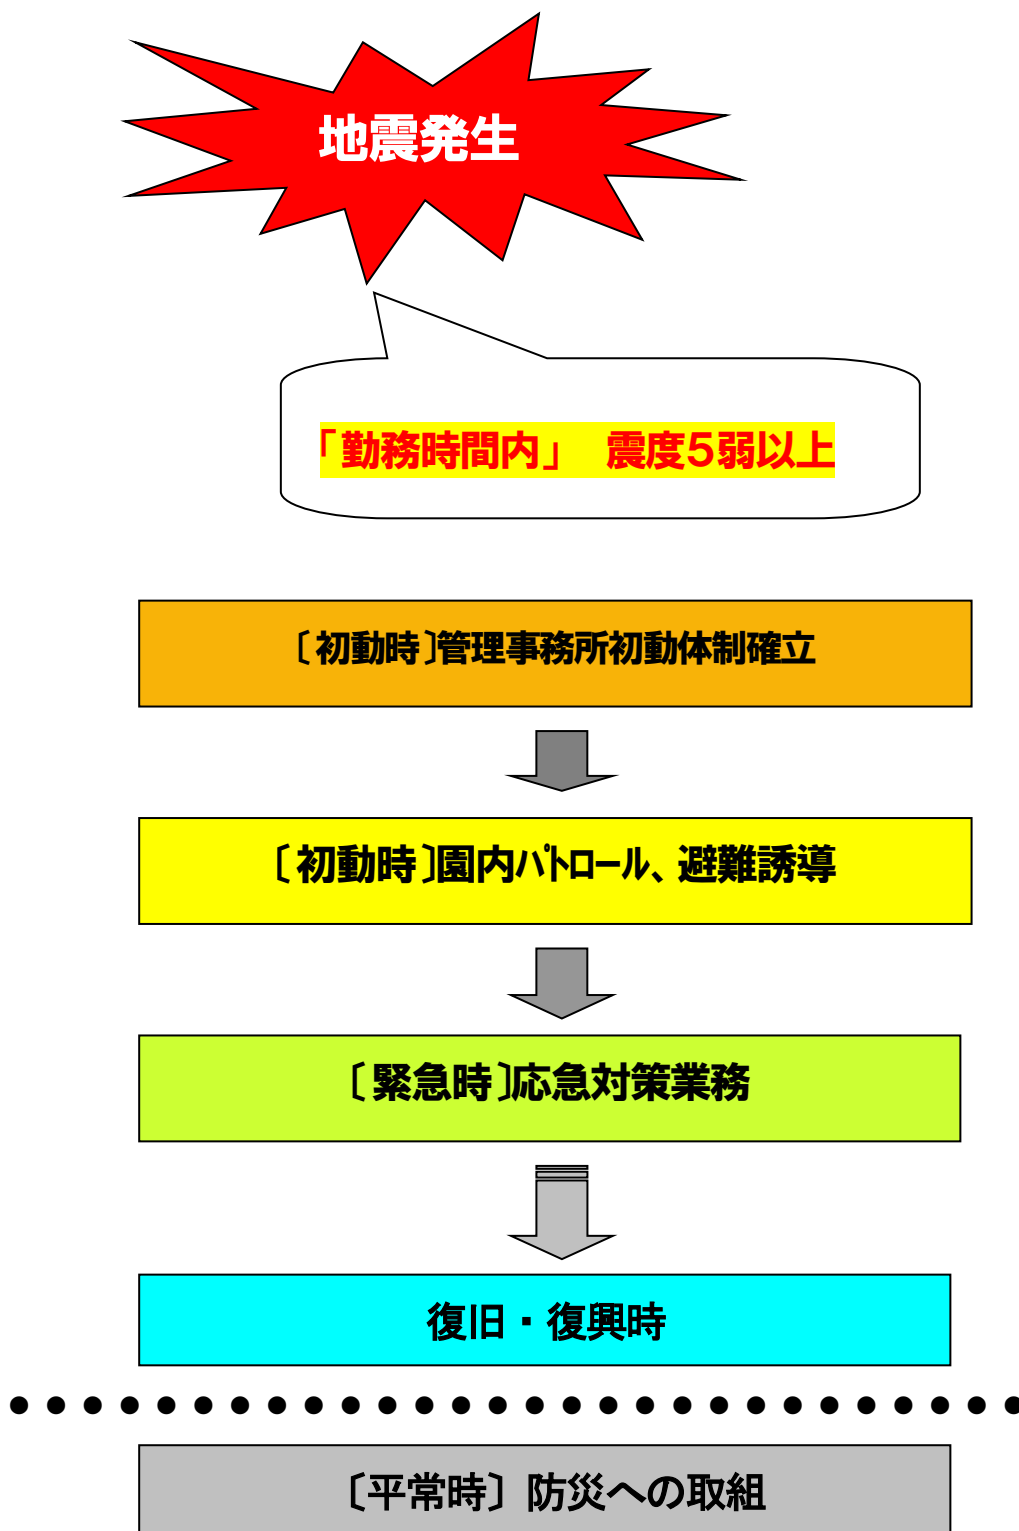 地震発生
「勤務時間内」　震度５弱以上
〔初動時〕管理事務所初動体制確立
〔初動時〕園内ﾊﾟﾄﾛｰﾙ、避難誘導
〔緊急時〕応急対策業務
復旧・復興時
〔平常時〕防災への取組